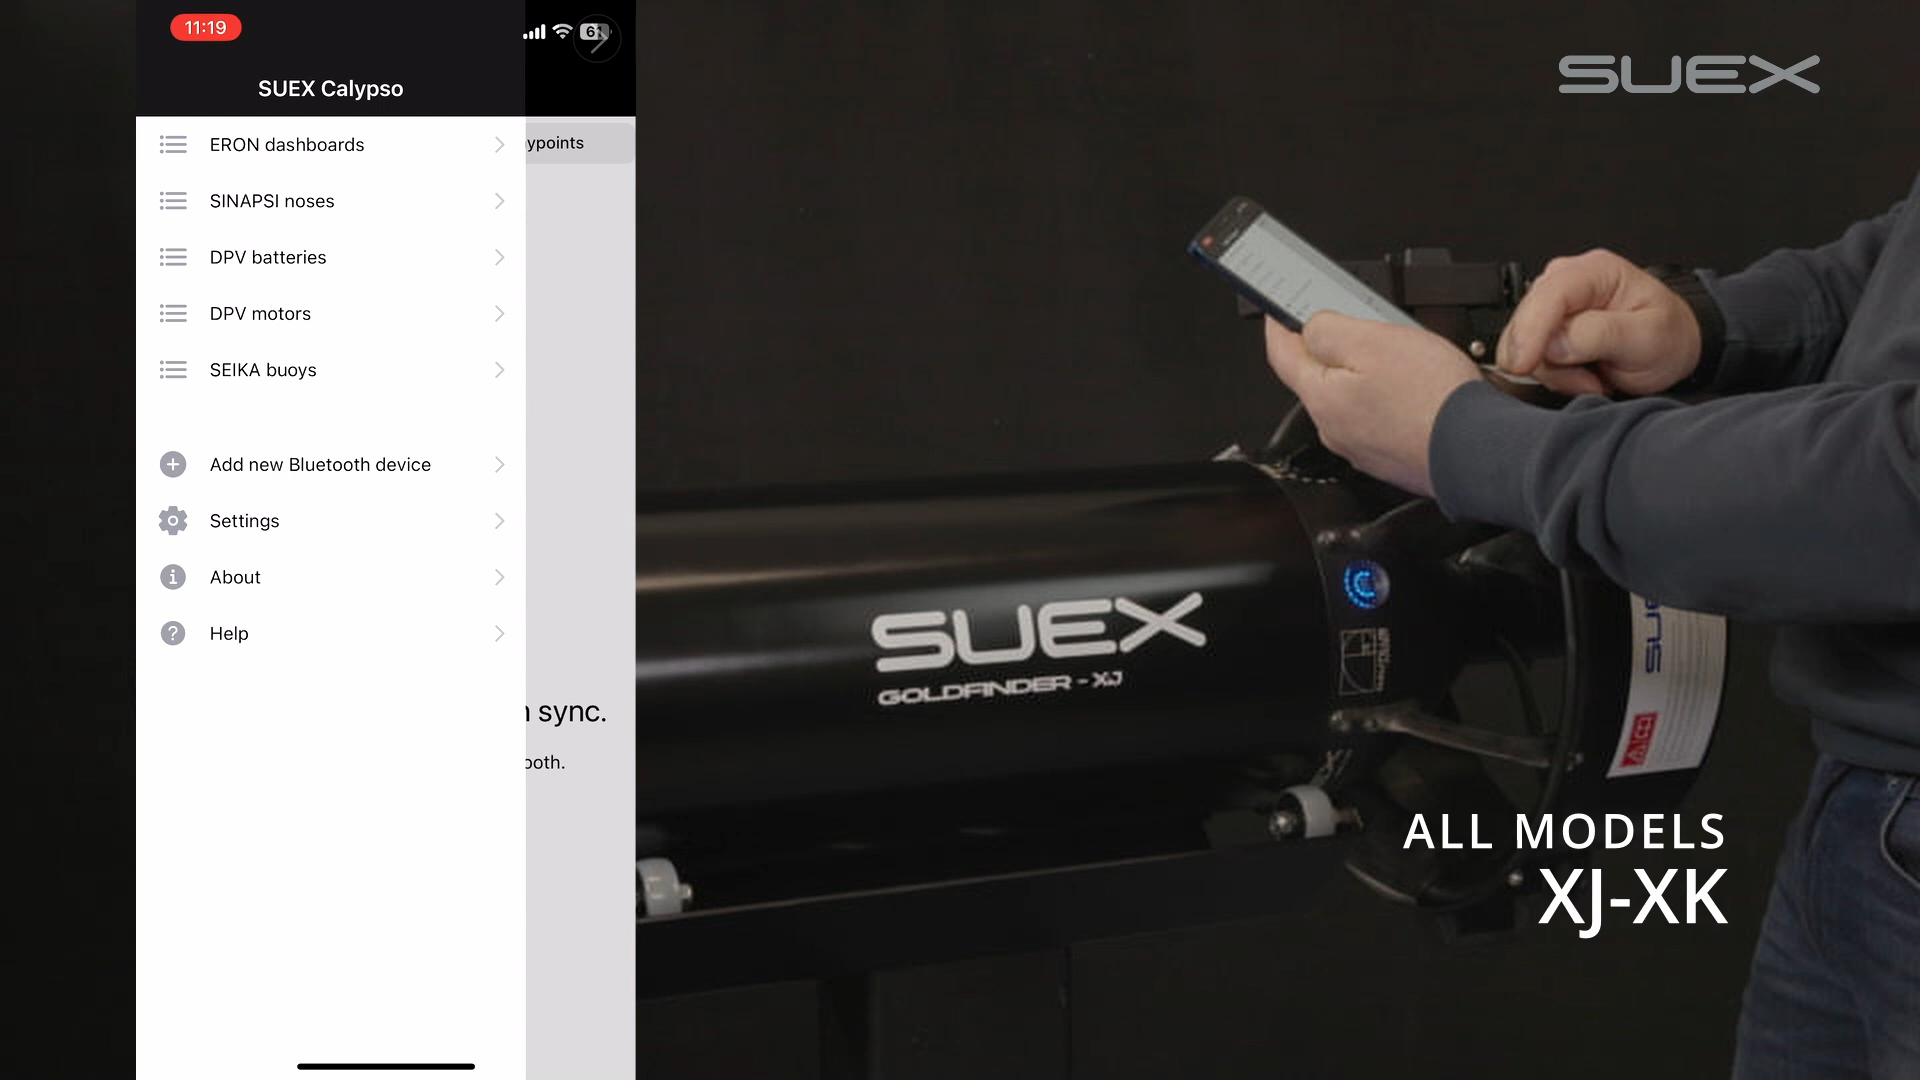 11:19
SUEX Calypso
ERON dashboards
SINAPSI noses
DPV batteries
DPV motors
SEIKA buoys
Add new Bluetooth device
Settings
About
Help
ypoints
sync.
ooth.
SUEX
SUEX
GOLDFINDER - XJ
ALL MODELS
XJ-XK